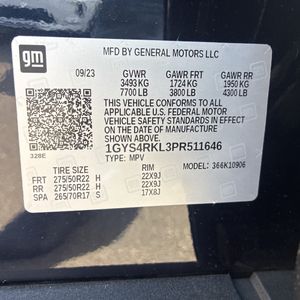 gm
MFD BY GENERAL MOTORS LLC
09/23 GVWR GAWR FRT GAWR RR
3493 KG 1724 KG 1950 KG
7700 LB 3800 LB 4300 LB
THIS VEHICLE CONFORMS TO ALL
APPLICABLE U.S. FEDERAL MOTOR
VEHICLE SAFETY STANDARDS IN
EFFECT ON THE DATE OF MANUFACTURE
SHOWN ABOVE.
1GYS4RKL3PR511646
328E TYPE: MPV
TIRE SIZE RIM MODEL: 366K10906
FRT 275/50R22 H 22X9J
RR 275/50R22 H 22X9J
SPA 265/70R17 S 17X8J